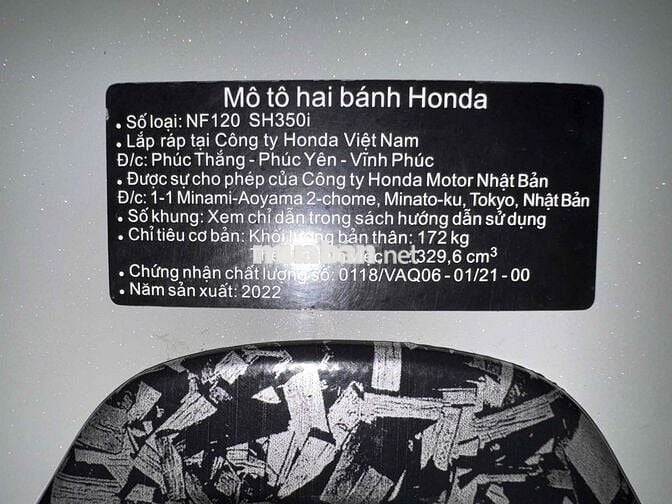 Mô tô hai bánh Honda
• Số loại: NF120 SH350i
• Lắp ráp tại Công ty Honda Việt Nam
Đ/c: Phúc Thắng - Phúc Yên - Vĩnh Phúc
• Được sự cho phép của Công ty Honda Motor Nhật Bản
Đ/c: 1-1 Minami-Aoyama 2-chome, Minato-ku, Tokyo, Nhật Bản
• Số khung: Xem chỉ dẫn trong sách hướng dẫn sử dụng
• Chỉ tiêu cơ bản: Khối lượng bản thân: 172 kg
muaban.net
329,6 cm³
• Chứng nhận chất lượng số: 0118/VAQ06 - 01/21 - 00
• Năm sản xuất: 2022